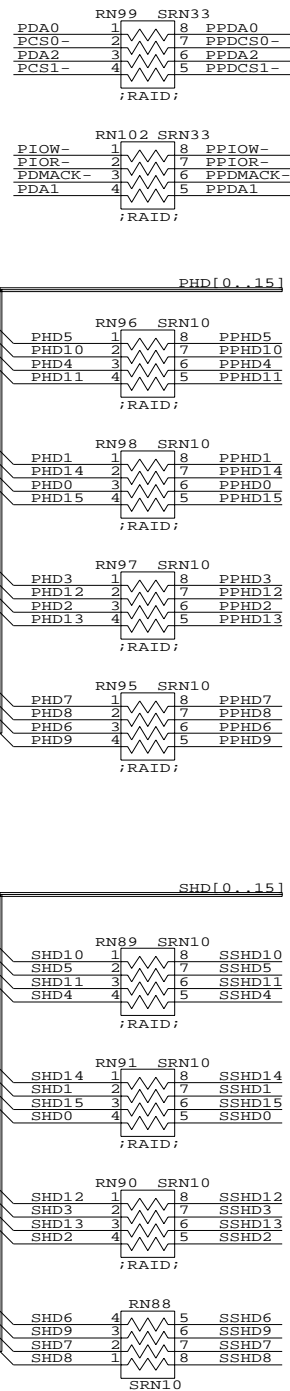 RN99 SRN33
PDA0 1 8 PPDA0
PCS0- 2 7 PPDCS0-
PDA2 3 6 PPDA2
PCS1- 4 5 PPDCS1-
;RAID;
RN102 SRN33
PIOW- 1 8 PPIOW-
PIOR- 2 7 PPIOR-
PDMACK- 3 6 PPDMACK-
PDA1 4 5 PPDA1
;RAID;
PHD[0..15]
RN96 SRN10
PHD5 1 8 PPHD5
PHD10 2 7 PPHD10
PHD4 3 6 PPHD4
PHD11 4 5 PPHD11
;RAID;
RN98 SRN10
PHD1 1 8 PPHD1
PHD14 2 7 PPHD14
PHD0 3 6 PPHD0
PHD15 4 5 PPHD15
;RAID;
RN97 SRN10
PHD3 1 8 PPHD3
PHD12 2 7 PPHD12
PHD2 3 6 PPHD2
PHD13 4 5 PPHD13
;RAID;
RN95 SRN10
PHD7 1 8 PPHD7
PHD8 2 7 PPHD8
PHD6 3 6 PPHD6
PHD9 4 5 PPHD9
;RAID;
SHD[0..15]
RN89 SRN10
SHD10 1 8 SSHD10
SHD5 2 7 SSHD5
SHD11 3 6 SSHD11
SHD4 4 5 SSHD4
;RAID;
RN91 SRN10
SHD14 1 8 SSHD14
SHD1 2 7 SSHD1
SHD15 3 6 SSHD15
SHD0 4 5 SSHD0
;RAID;
RN90 SRN10
SHD12 1 8 SSHD12
SHD3 2 7 SSHD3
SHD13 3 6 SSHD13
SHD2 4 5 SSHD2
;RAID;
RN88
SHD6 4 5 SSHD6
SHD9 3 6 SSHD9
SHD7 2 7 SSHD7
SHD8 1 8 SSHD8
SRN10